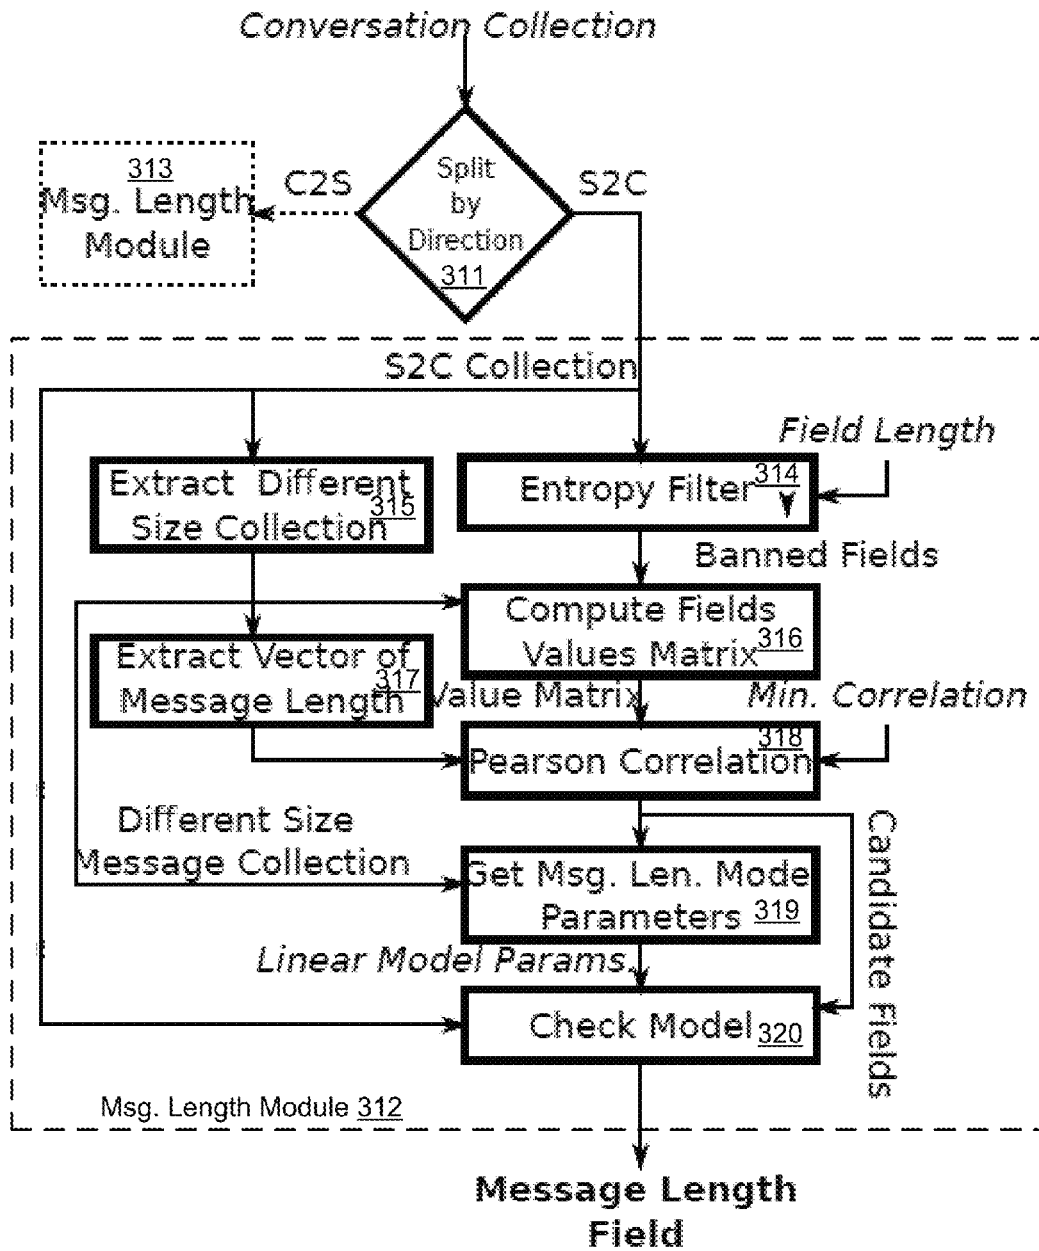 Conversation Collection
313
Msg. Length
Module
C2S
Split
by
Direction
311
S2C
S2C Collection
Field Length
Extract Different
Size Collection 315
Entropy Filter 314
Banned Fields
Compute Fields
Values Matrix 316
Extract Vector of
Message Length 317
Value Matrix
Min. Correlation
318
Pearson Correlation
Different Size
Message Collection
Get Msg. Len. Mode
Parameters 319
Candidate Fields
Linear Model Params.
Check Model 320
Msg. Length Module 312
Message Length
Field